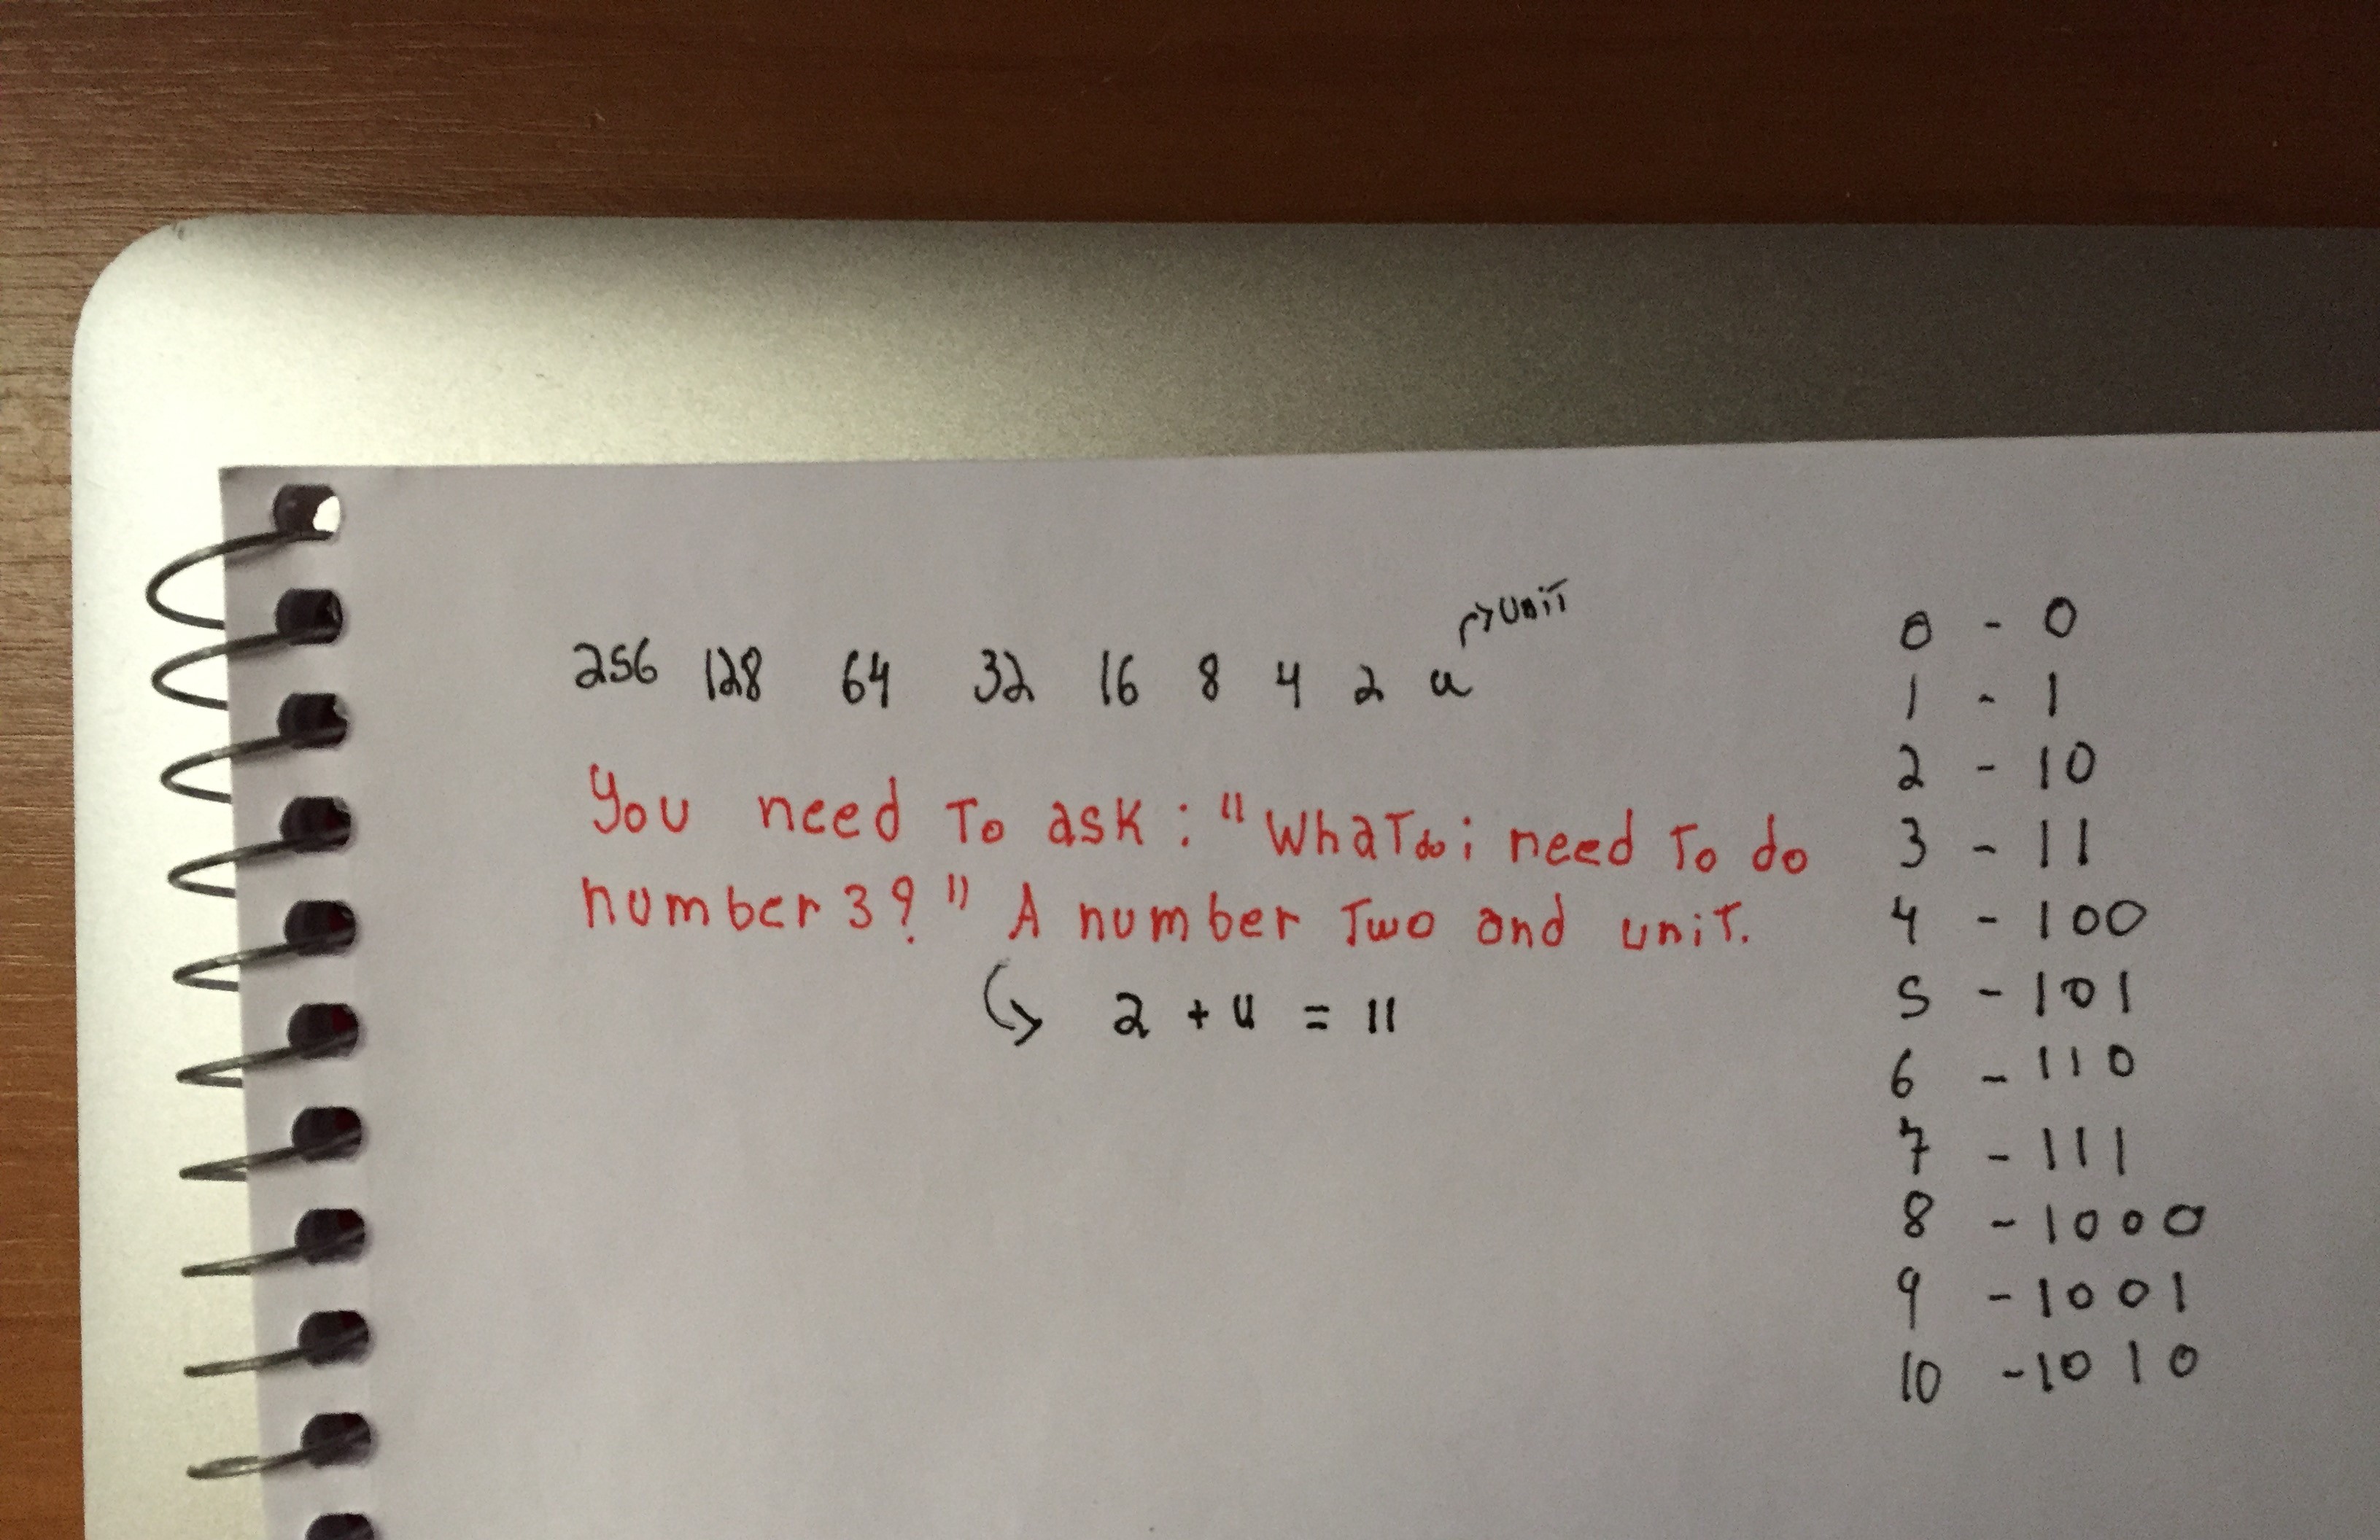 unit
256 128 64 32 16 8 4 2 u
You need To ask : "What do i need To do
number 3?" A number Two and unit.
2 + u = 11
0 - 0
1 - 1
2 - 10
3 - 11
4 - 100
5 - 101
6 - 110
7 - 111
8 - 1000
9 - 1001
10 - 1010